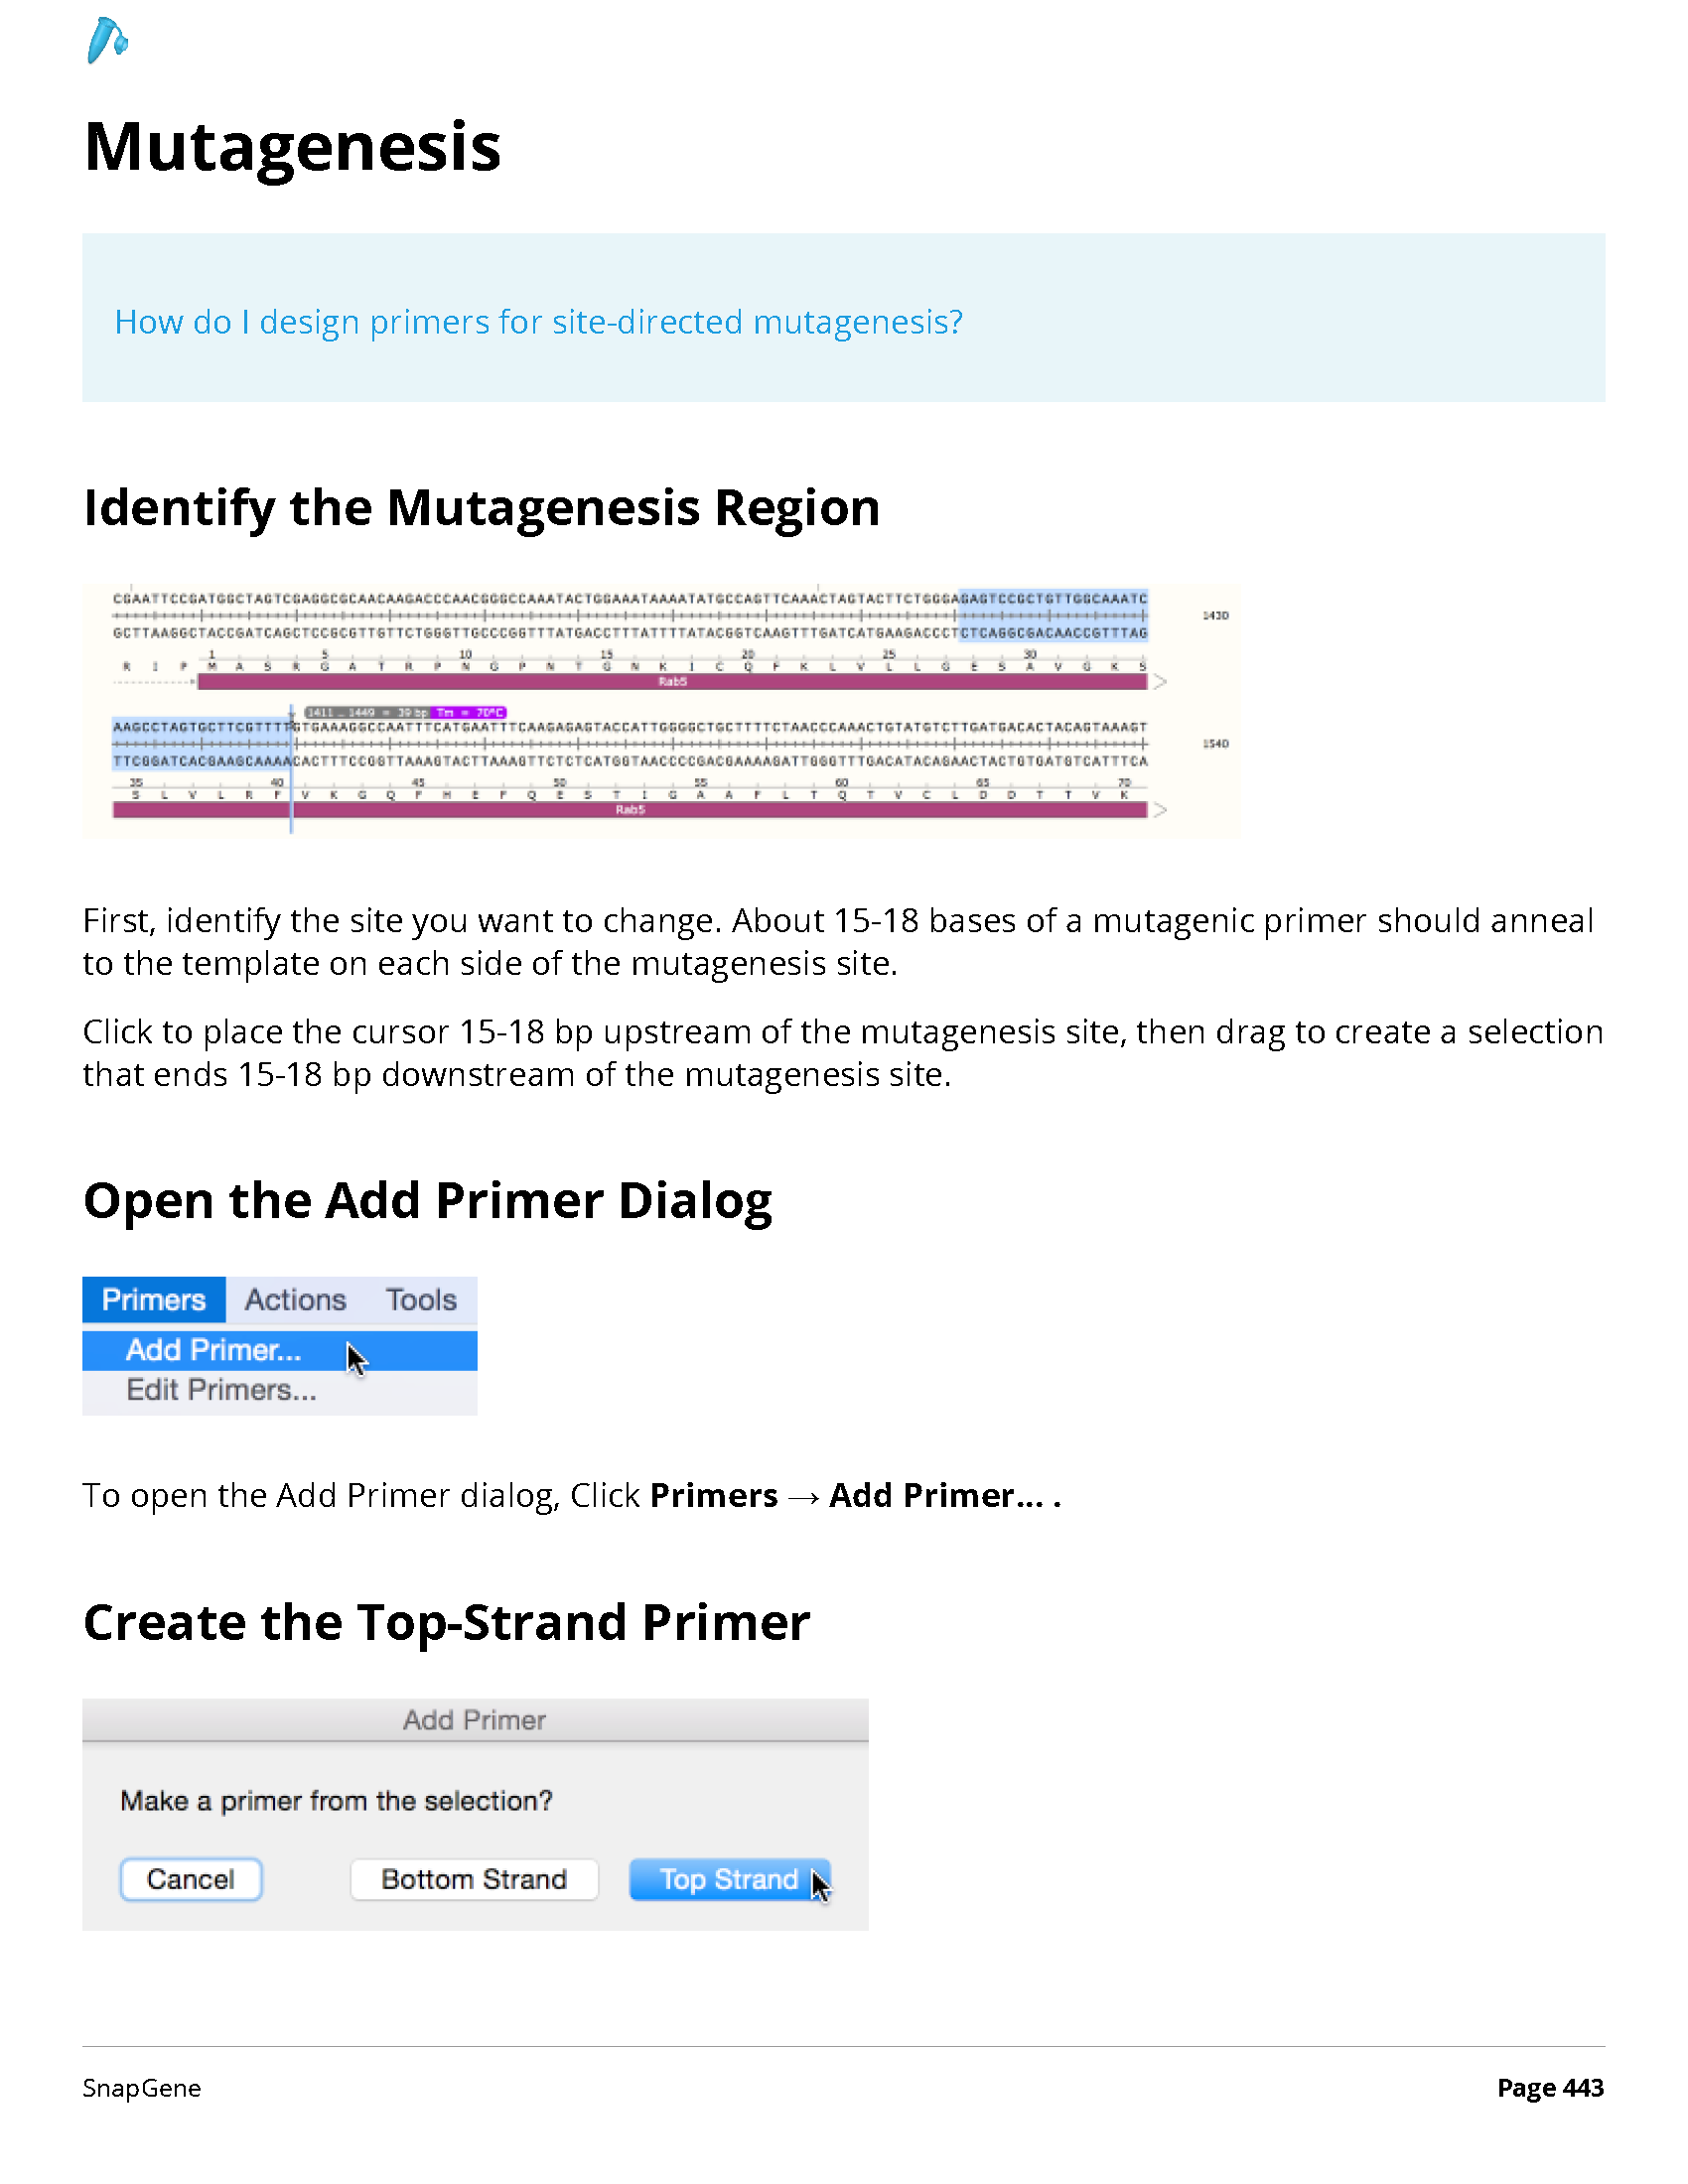 Mutagenesis
How do I design primers for site-directed mutagenesis?
Identify the Mutagenesis Region
CGAATTCCGATGGCTAGTCGAGGCGCAACAAGACCCAACGGGCCAAATACTGGAAATAAAATATGCCAGTTCAAACTAGTACTTCTGGGAGAGTCCGCTGTTGGCAAATC
1430
GCTTAAGGCTACCGATCAGCTCCGCGTTGTTCTGGGTTGCCCGGTTTATGACCTTTATTTTATACGGTCAAGTTTGATCATGAAGACCCTCTCAGGCGACAACCGTTTAG
1 5 10 15 20 25 30
R I P M A S R G A T R P N G P N T G N K I C Q F K L V L L G E S A V G K S
Rab5
1411 .. 1449 = 39 bp Tm = 70°C
AAGCCTAGTGCTTCGTTTTGTGAAAGGCCAATTTCATGAATTTCAAGAGAGTACCATTGGGGCTGCTTTTCTAACCCAAACTGTATGTCTTGATGACACTACAGTAAAGT
1540
TTCGGATCACGAAGCAAAACACTTTCCGGTTAAAGTACTTAAAGTTCTCTCATGGTAACCCCGACGAAAAGATTGGGTTTGACATACAGAACTACTGTGATGTCATTTCA
35 40 45 50 55 60 65 70
S L V L R F V K G Q F H E F Q E S T I G A A F L T Q T V C L D D T T V K
Rab5
First, identify the site you want to change. About 15-18 bases of a mutagenic primer should anneal
to the template on each side of the mutagenesis site.
Click to place the cursor 15-18 bp upstream of the mutagenesis site, then drag to create a selection
that ends 15-18 bp downstream of the mutagenesis site.
Open the Add Primer Dialog
Primers Actions Tools
Add Primer...
Edit Primers...
To open the Add Primer dialog, Click Primers → Add Primer... .
Create the Top-Strand Primer
Add Primer
Make a primer from the selection?
Cancel Bottom Strand Top Strand
SnapGene Page 443